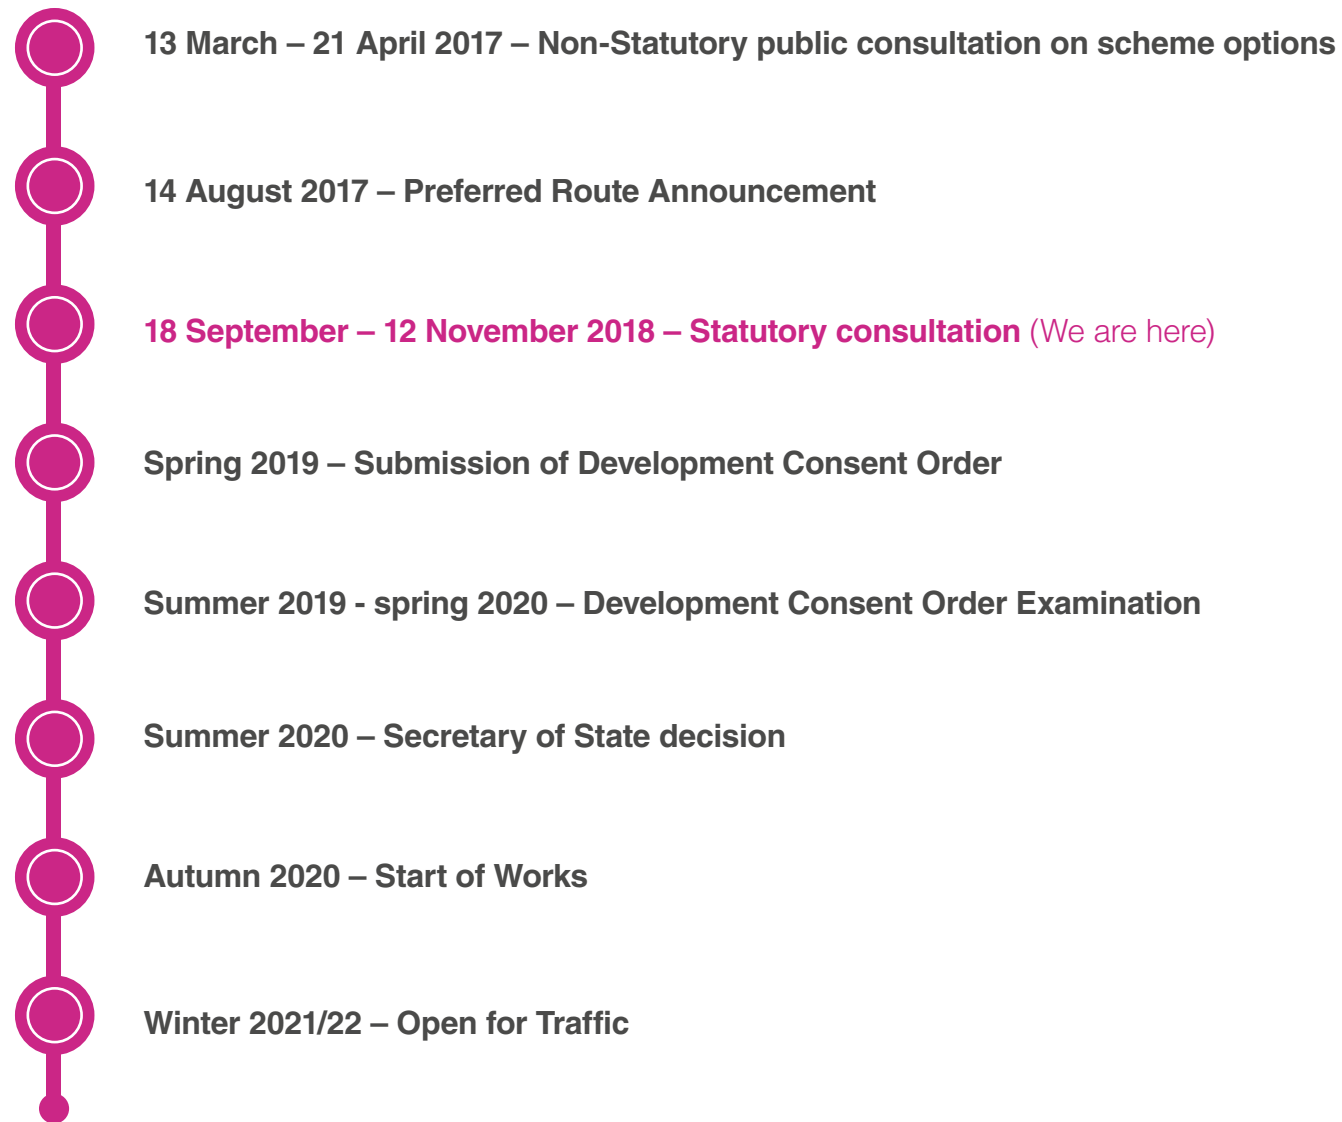 13 March – 21 April 2017 – Non-Statutory public consultation on scheme options
14 August 2017 – Preferred Route Announcement
18 September – 12 November 2018 – Statutory consultation (We are here)
Spring 2019 – Submission of Development Consent Order
Summer 2019 - spring 2020 – Development Consent Order Examination
Summer 2020 – Secretary of State decision
Autumn 2020 – Start of Works
Winter 2021/22 – Open for Traffic